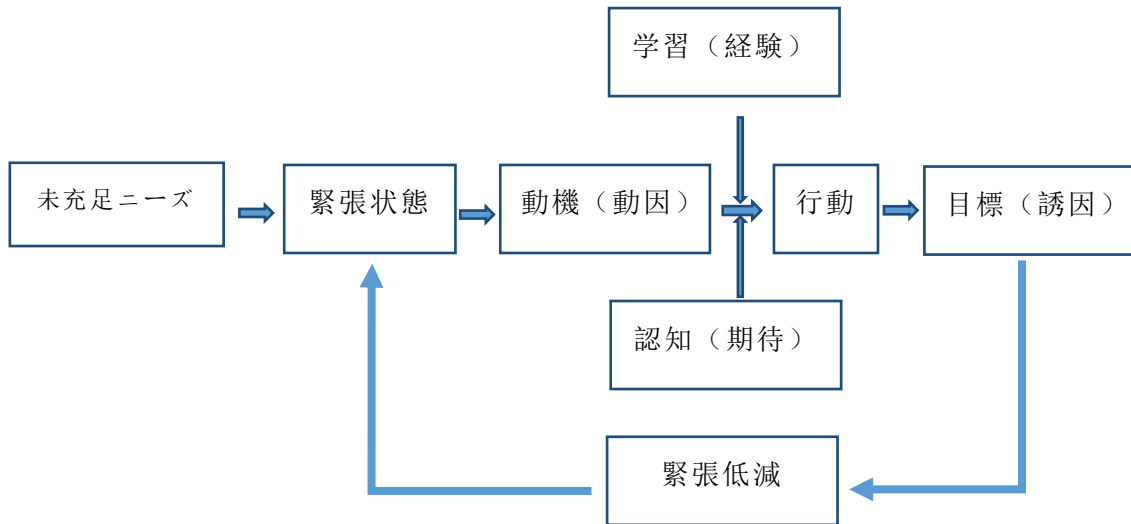 学習（経験）
未充足ニーズ
緊張状態
動機（動因）
行動
目標（誘因）
認知（期待）
緊張低減